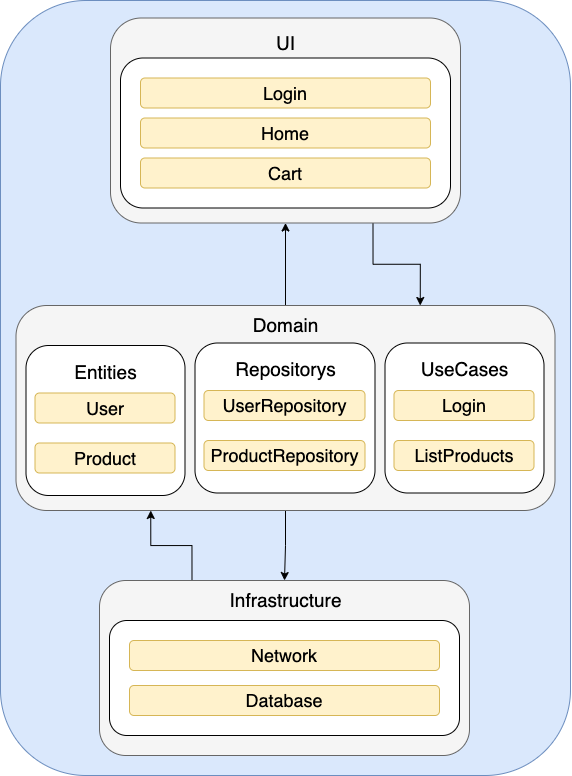 UI
Login
Home
Cart
Domain
Entities
User
Product
Repositorys
UserRepository
ProductRepository
UseCases
Login
ListProducts
Infrastructure
Network
Database